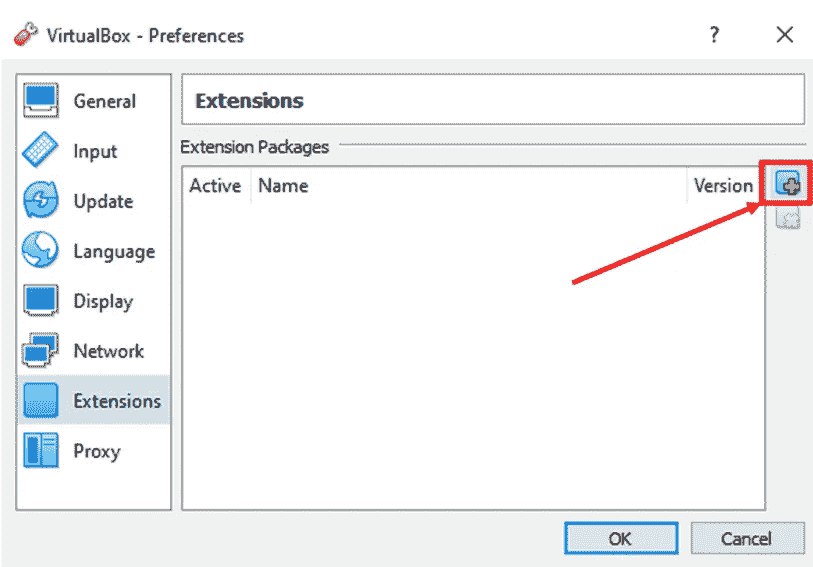 VirtualBox - Preferences ?
General
Input
Update
Language
Display
Network
Extensions
Proxy
Extensions
Extension Packages
Active Name Version
OK Cancel